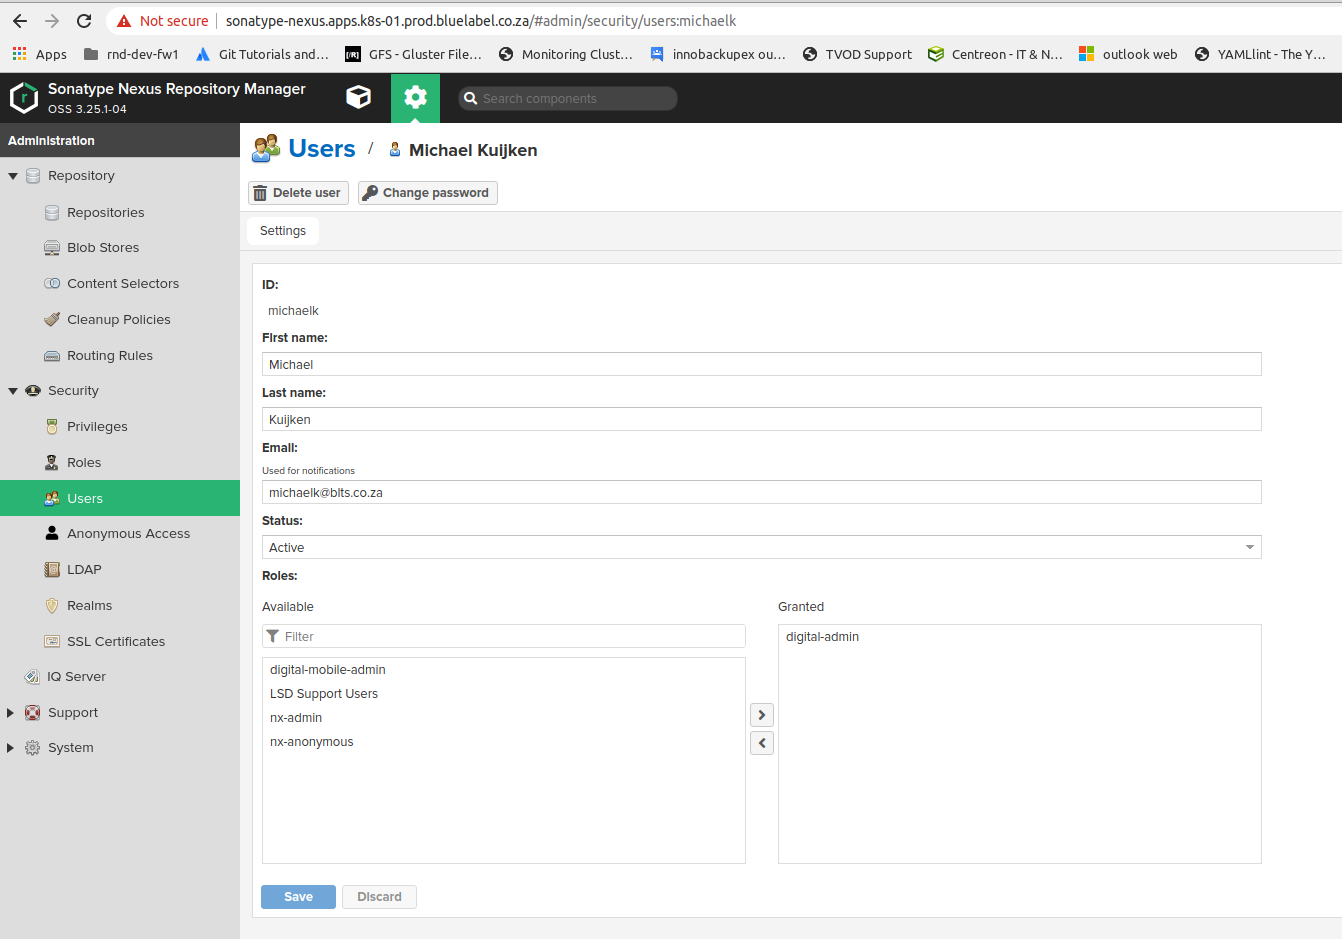 Not secure sonatype-nexus.apps.k8s-01.prod.bluelabel.co.za/#admin/security/users:michaelk
Apps rnd-dev-fw1 Git Tutorials and... GFS - Gluster File... Monitoring Clust... innobackupex ou... TVOD Support Centreon - IT & N... outlook web YAMLlint - The Y...
Sonatype Nexus Repository Manager
OSS 3.25.1-04
Search components
Administration
Repository
Repositories
Blob Stores
Content Selectors
Cleanup Policies
Routing Rules
Security
Privileges
Roles
Users
Anonymous Access
LDAP
Realms
SSL Certificates
IQ Server
Support
System
Users / Michael Kuijken
Delete user Change password
Settings
ID:
michaelk
First name:
Michael
Last name:
Kuijken
Email:
Used for notifications
michaelk@blts.co.za
Status:
Active
Roles:
Available
Filter
digital-mobile-admin
LSD Support Users
nx-admin
nx-anonymous
Granted
digital-admin
Save Discard